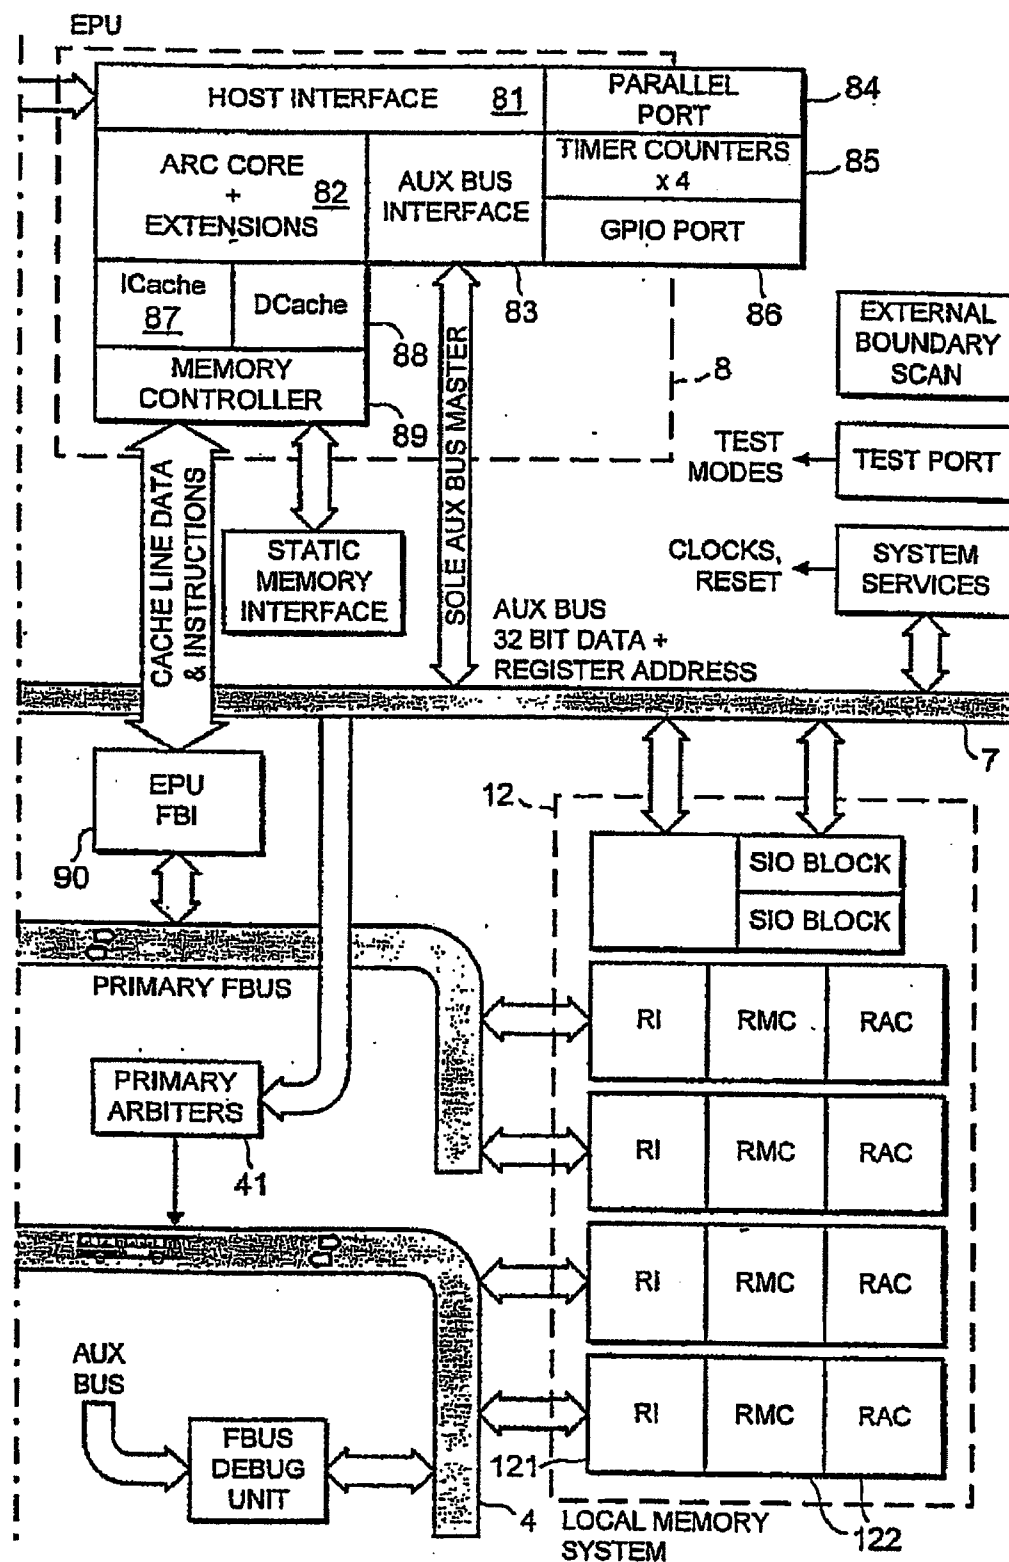 EPU
HOST INTERFACE 81
PARALLEL
PORT
84
ARC CORE
+
EXTENSIONS
82
AUX BUS
INTERFACE
TIMER COUNTERS
x 4
85
GPIO PORT
ICache
87
DCache
88
83
86
MEMORY
CONTROLLER
89
8
EXTERNAL
BOUNDARY
SCAN
TEST
MODES
TEST PORT
CACHE LINE DATA
& INSTRUCTIONS
STATIC
MEMORY
INTERFACE
SOLE AUX BUS MASTER
CLOCKS,
RESET
SYSTEM
SERVICES
AUX BUS
32 BIT DATA +
REGISTER ADDRESS
7
EPU
FBI
90
12
SIO BLOCK
SIO BLOCK
PRIMARY FBUS
RI RMC RAC
PRIMARY
ARBITERS
41
RI RMC RAC
RI RMC RAC
AUX
BUS
RI RMC RAC
FBUS
DEBUG
UNIT
121
4
LOCAL MEMORY
SYSTEM
122